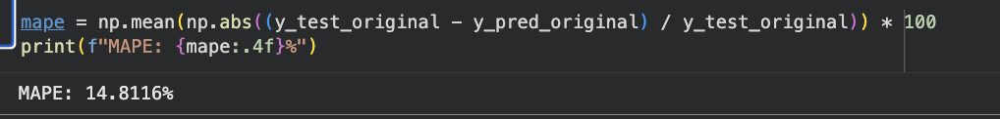 mape = np.mean(np.abs((y_test_original - y_pred_original) / y_test_original)) * 100
print(f"MAPE: {mape:.4f}%")
MAPE: 14.8116%